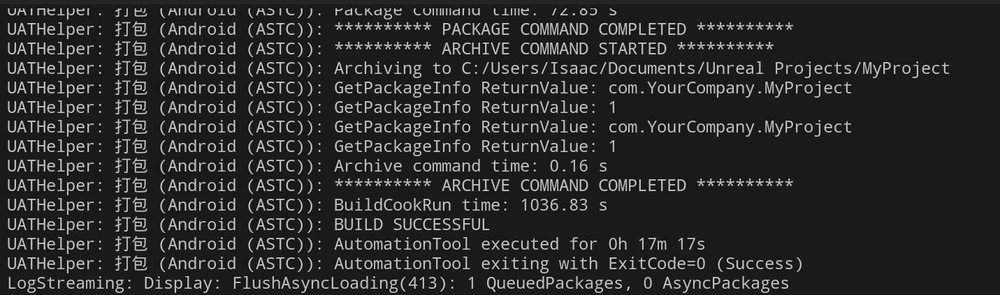 UATHelper: 打包 (Android (ASTC)): Package command time: 72.85 s
UATHelper: 打包 (Android (ASTC)): ********** PACKAGE COMMAND COMPLETED **********
UATHelper: 打包 (Android (ASTC)): ********** ARCHIVE COMMAND STARTED **********
UATHelper: 打包 (Android (ASTC)): Archiving to C:/Users/Isaac/Documents/Unreal Projects/MyProject
UATHelper: 打包 (Android (ASTC)): GetPackageInfo ReturnValue: com.YourCompany.MyProject
UATHelper: 打包 (Android (ASTC)): GetPackageInfo ReturnValue: 1
UATHelper: 打包 (Android (ASTC)): GetPackageInfo ReturnValue: com.YourCompany.MyProject
UATHelper: 打包 (Android (ASTC)): GetPackageInfo ReturnValue: 1
UATHelper: 打包 (Android (ASTC)): Archive command time: 0.16 s
UATHelper: 打包 (Android (ASTC)): ********** ARCHIVE COMMAND COMPLETED **********
UATHelper: 打包 (Android (ASTC)): BuildCookRun time: 1036.83 s
UATHelper: 打包 (Android (ASTC)): BUILD SUCCESSFUL
UATHelper: 打包 (Android (ASTC)): AutomationTool executed for 0h 17m 17s
UATHelper: 打包 (Android (ASTC)): AutomationTool exiting with ExitCode=0 (Success)
LogStreaming: Display: FlushAsyncLoading(413): 1 QueuedPackages, 0 AsyncPackages